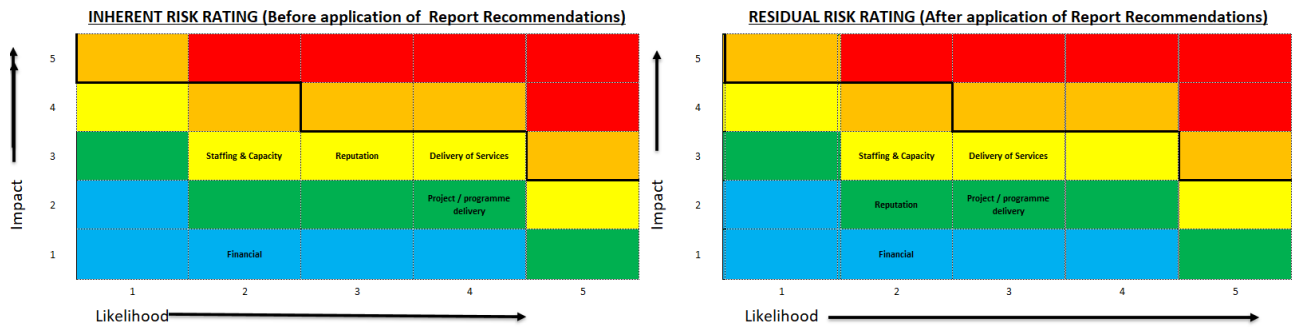 INHERENT RISK RATING (Before application of Report Recommendations)
5
4
3
Staffing & Capacity
Reputation
Delivery of Services
2
Project / programme
delivery
1
Financial
1
2
3
4
5
Impact
Likelihood
RESIDUAL RISK RATING (After application of Report Recommendations)
5
4
3
Staffing & Capacity
Delivery of Services
2
Reputation
Project / programme
delivery
1
Financial
1
2
3
4
5
Impact
Likelihood